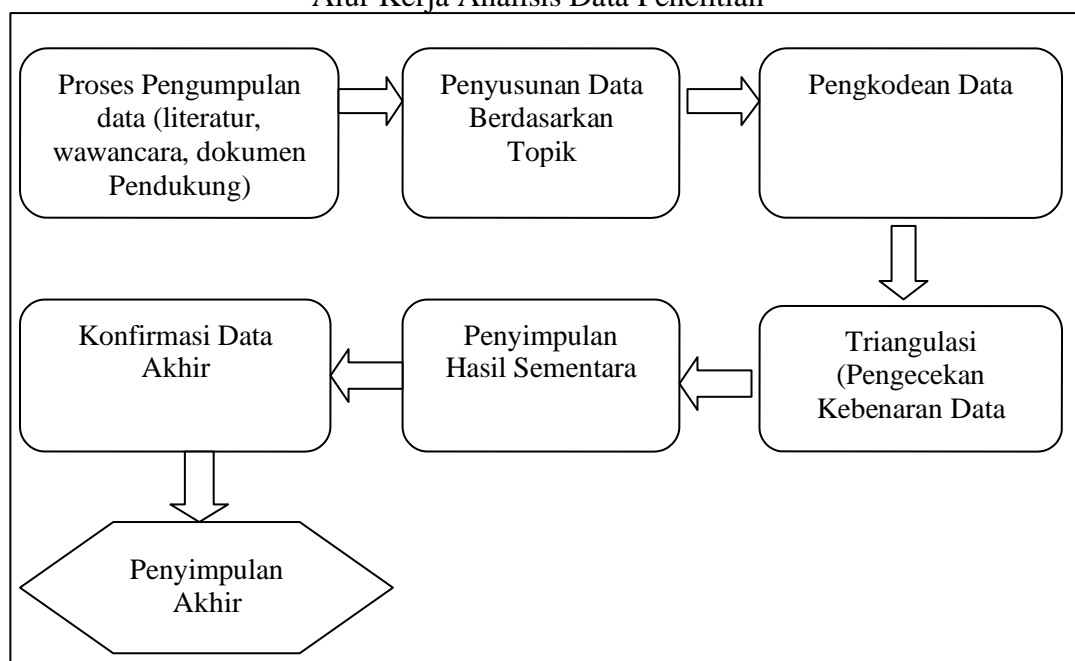 Alur Kerja Analisis Data Penelitian
Proses Pengumpulan
data (literatur,
wawancara, dokumen
Pendukung)
Penyusunan Data
Berdasarkan
Topik
Pengkodean Data
Triangulasi
(Pengecekan
Kebenaran Data
Penyimpulan
Hasil Sementara
Konfirmasi Data
Akhir
Penyimpulan
Akhir